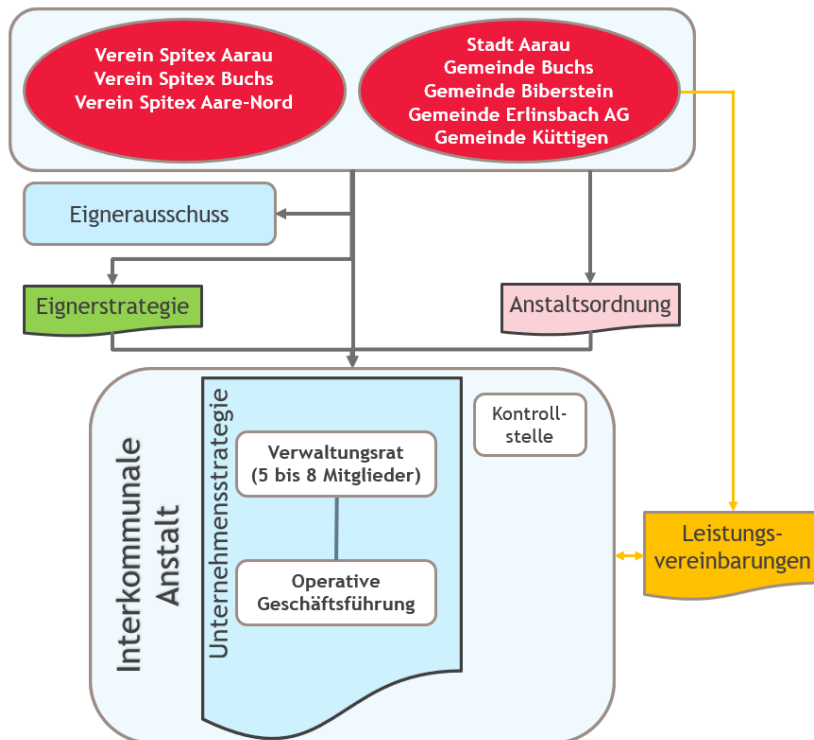 Verein Spitex Aarau
Verein Spitex Buchs
Verein Spitex Aare-Nord
Stadt Aarau
Gemeinde Buchs
Gemeinde Biberstein
Gemeinde Erlinsbach AG
Gemeinde Küttigen
Eignerausschuss
Eignerstrategie
Anstaltsordnung
Interkommunale
Anstalt
Unternehmensstrategie
Verwaltungsrat
(5 bis 8 Mitglieder)
Operative
Geschäftsführung
Kontroll-
stelle
Leistungs-
vereinbarungen